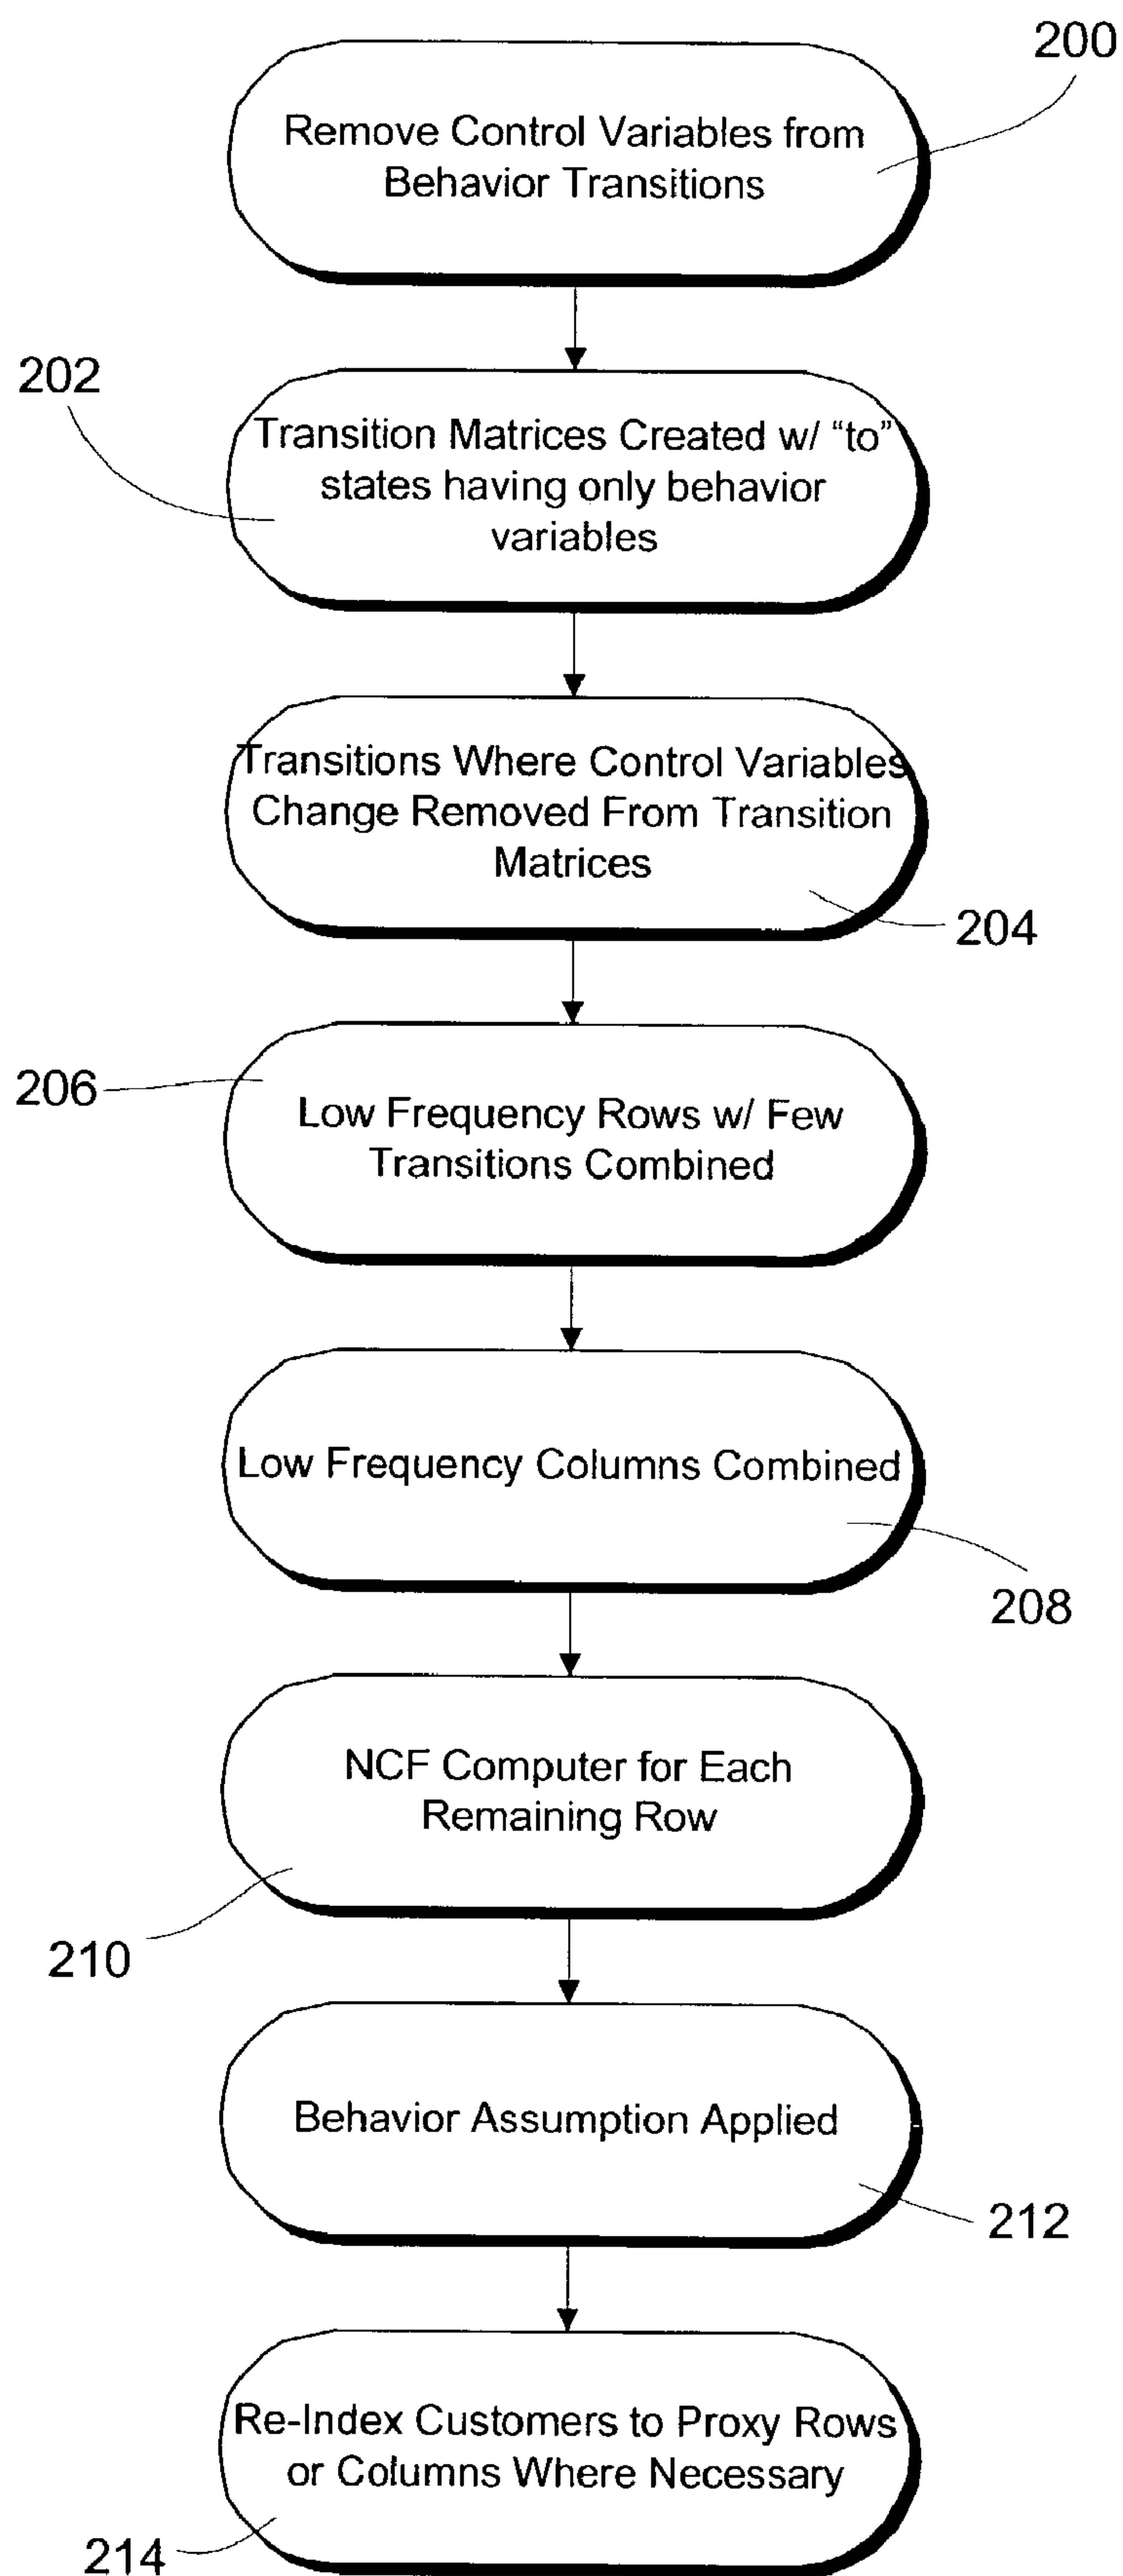 200
Remove Control Variables from
Behavior Transitions
202
Transition Matrices Created w/ “to”
states having only behavior
variables
Transitions Where Control Variables
Change Removed From Transition
Matrices
204
206
Low Frequency Rows w/ Few
Transitions Combined
Low Frequency Columns Combined
208
NCF Computer for Each
Remaining Row
210
Behavior Assumption Applied
212
Re-Index Customers to Proxy Rows
or Columns Where Necessary
214